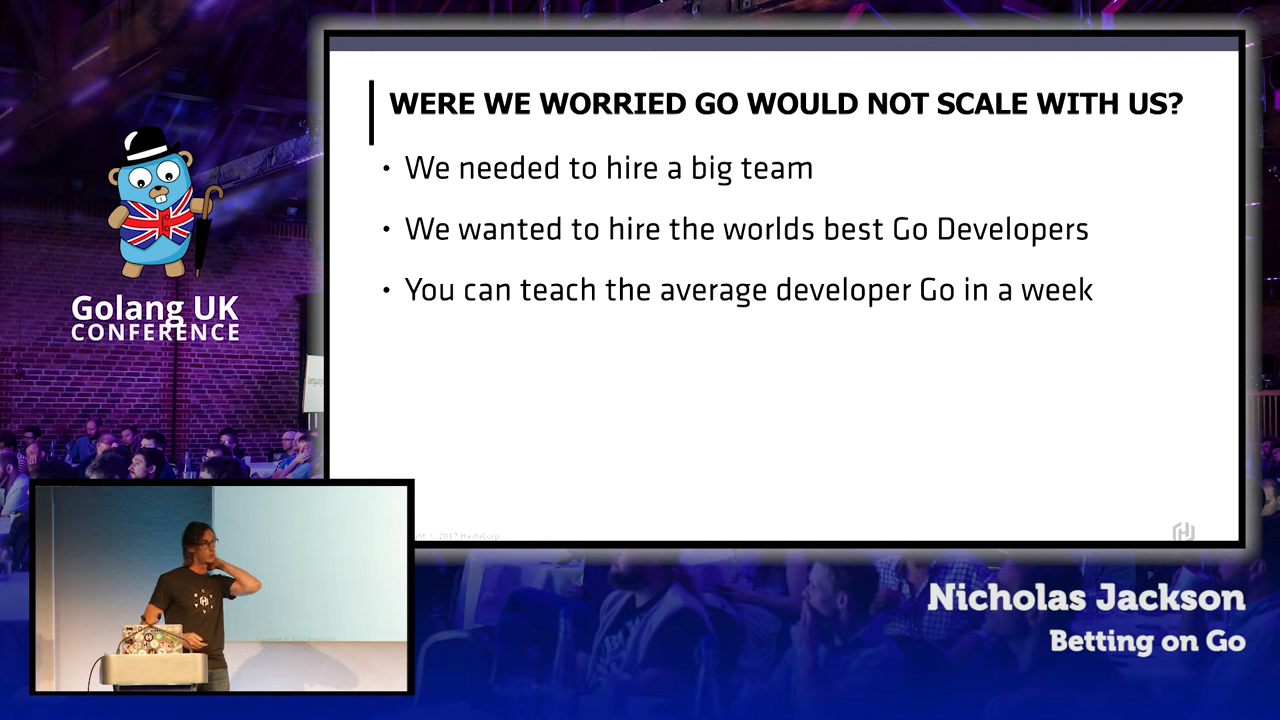 WERE WE WORRIED GO WOULD NOT SCALE WITH US?
• We needed to hire a big team
• We wanted to hire the worlds best Go Developers
• You can teach the average developer Go in a week
2017 HashiCorp
Golang UK
CONFERENCE
Nicholas Jackson
Betting on Go